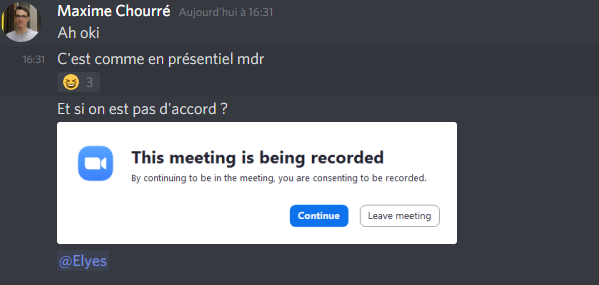 Maxime Chourré Aujourd'hui à 16:31
Ah oki
16:31 C'est comme en présentiel mdr
3
Et si on est pas d'accord ?
This meeting is being recorded
By continuing to be in the meeting, you are consenting to be recorded.
Continue Leave meeting
@Elyes